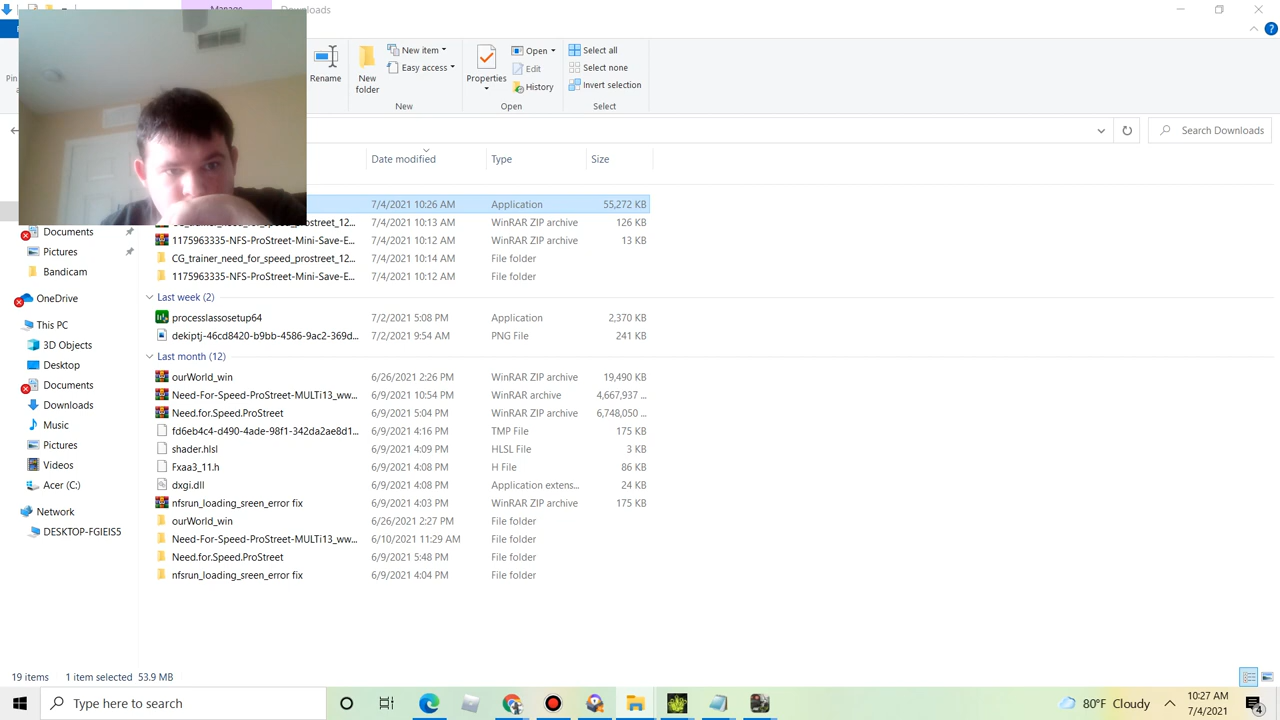 Manage
Downloads
Pin
pa
Rename
New
folder
New item
Easy access
New
Properties
Open
Edit
History
Open
Select all
Select none
Invert selection
Select
Search Downloads
Date modified
Type
Size
7/4/2021 10:26 AM Application 55,272 KB
CG_trainer_need_for_speed_prostreet_12... 7/4/2021 10:13 AM WinRAR ZIP archive 126 KB
1175963335-NFS-ProStreet-Mini-Save-E... 7/4/2021 10:12 AM WinRAR ZIP archive 13 KB
CG_trainer_need_for_speed_prostreet_12... 7/4/2021 10:14 AM File folder
1175963335-NFS-ProStreet-Mini-Save-E... 7/4/2021 10:12 AM File folder
Last week (2)
processlassosetup64 7/2/2021 5:08 PM Application 2,370 KB
dekiptj-46cd8420-b9bb-4586-9ac2-369d... 7/2/2021 9:54 AM PNG File 241 KB
Last month (12)
ourWorld_win 6/26/2021 2:26 PM WinRAR ZIP archive 19,490 KB
Need-For-Speed-ProStreet-MULTi13_ww... 6/9/2021 10:54 PM WinRAR archive 4,667,937 ...
Need.for.Speed.ProStreet 6/9/2021 5:04 PM WinRAR ZIP archive 6,748,050 ...
fd6eb4c4-d490-4ade-98f1-342da2ae8d1... 6/9/2021 4:16 PM TMP File 175 KB
shader.hlsl 6/9/2021 4:09 PM HLSL File 3 KB
Fxaa3_11.h 6/9/2021 4:08 PM H File 86 KB
dxgi.dll 6/9/2021 4:08 PM Application extens... 24 KB
nfsrun_loading_sreen_error fix 6/9/2021 4:03 PM WinRAR ZIP archive 175 KB
ourWorld_win 6/26/2021 2:27 PM File folder
Need-For-Speed-ProStreet-MULTi13_ww... 6/10/2021 11:29 AM File folder
Need.for.Speed.ProStreet 6/9/2021 5:48 PM File folder
nfsrun_loading_sreen_error fix 6/9/2021 4:04 PM File folder
Documents
Pictures
Bandicam
OneDrive
This PC
3D Objects
Desktop
Documents
Downloads
Music
Pictures
Videos
Acer (C:)
Network
DESKTOP-FGIEIS5
19 items 1 item selected 53.9 MB
Type here to search
80°F Cloudy
10:27 AM
7/4/2021
4